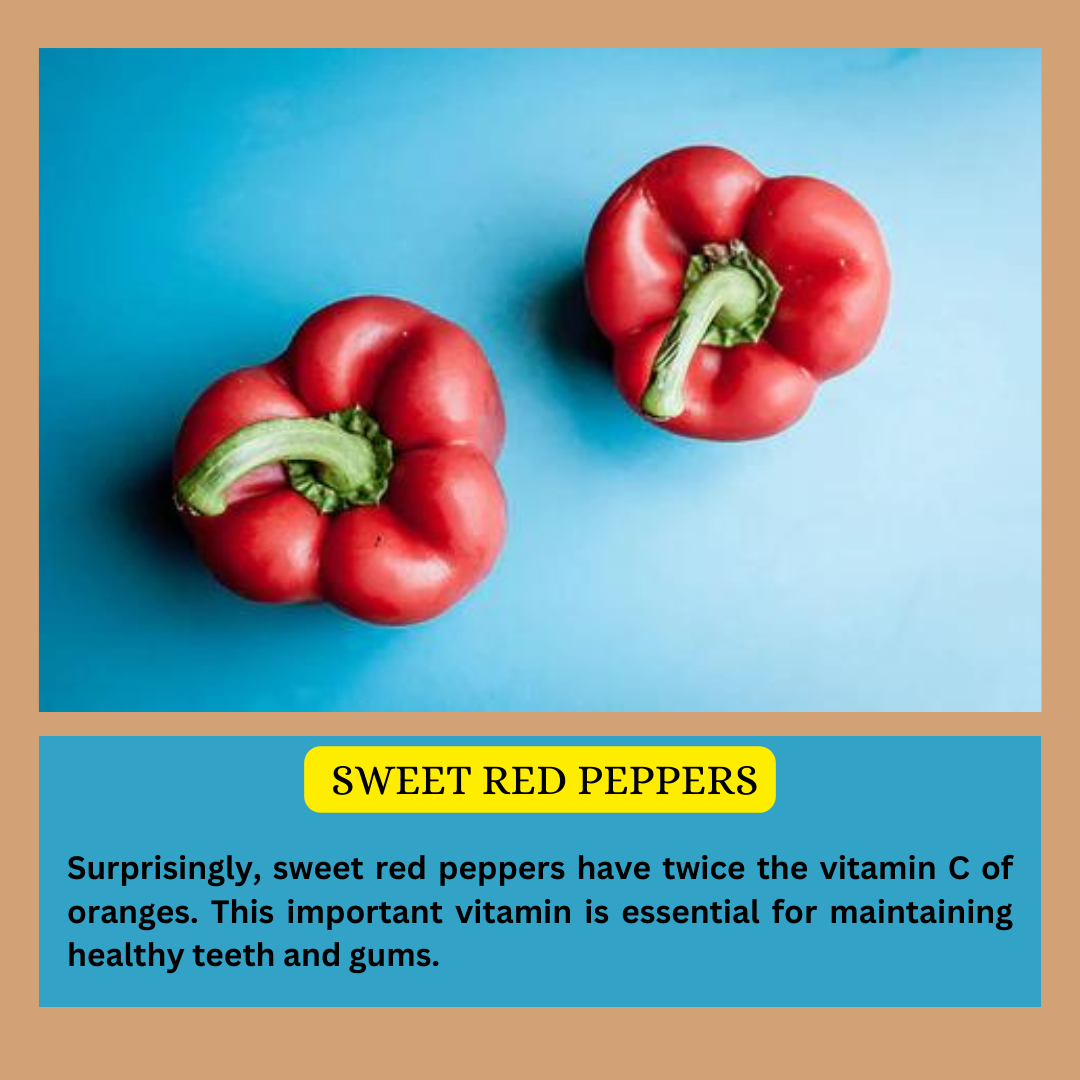 SWEET RED PEPPERS
Surprisingly, sweet red peppers have twice the vitamin C of
oranges. This important vitamin is essential for maintaining
healthy teeth and gums.